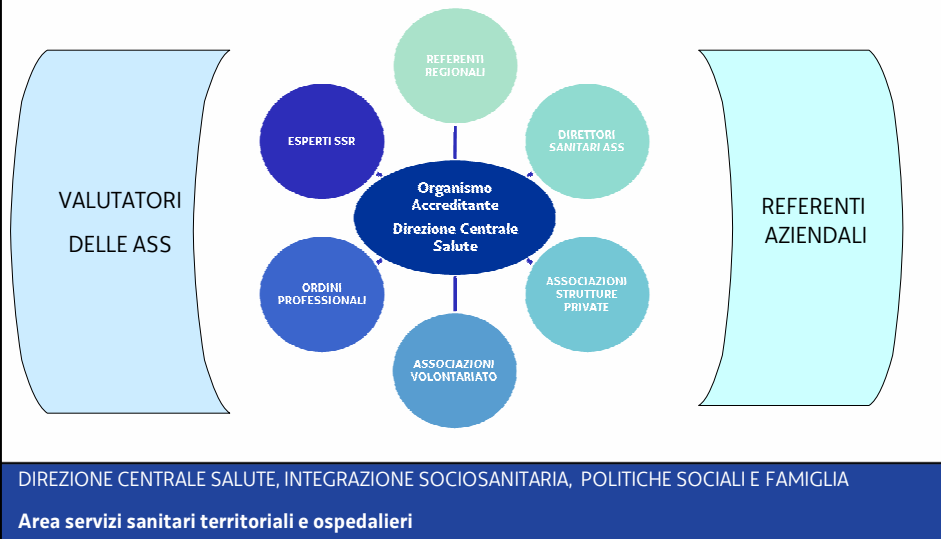 REFERENTI
REGIONALI
ESPERTI SSR
DIRETTORI
SANITARI ASS
VALUTATORI
DELLE ASS
Organismo
Accreditante
Direzione Centrale
Salute
REFERENTI
AZIENDALI
ORDINI
PROFESSIONALI
ASSOCIAZIONI
STRUTTURE
PRIVATE
ASSOCIAZIONI
VOLONTARIATO
DIREZIONE CENTRALE SALUTE, INTEGRAZIONE SOCIOSANITARIA, POLITICHE SOCIALI E FAMIGLIA
Area servizi sanitari territoriali e ospedalieri